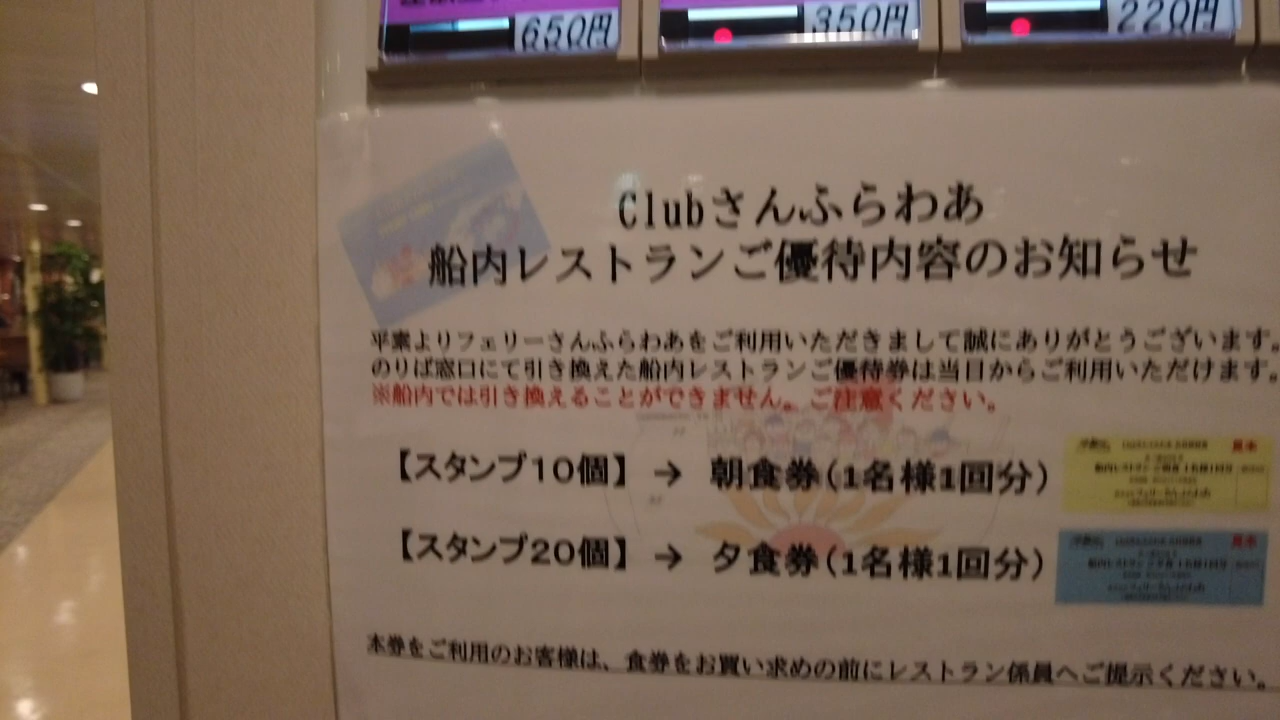 650円 350円 220円
Clubさんふらわあ
船内レストランご優待内容のお知らせ
平素よりフェリーさんふらわあをご利用いただきまして誠にありがとうございます。
のりば窓口にて引き換えた船内レストランご優待券は当日からご利用いただけます。
※船内では引き換えることができません。ご注意ください。
【スタンプ10個】 → 朝食券(1名様1回分)
見本
【スタンプ20個】 → 夕食券(1名様1回分)
見本
本券をご利用のお客様は、食券をお買い求めの前にレストラン係員へご提示ください。